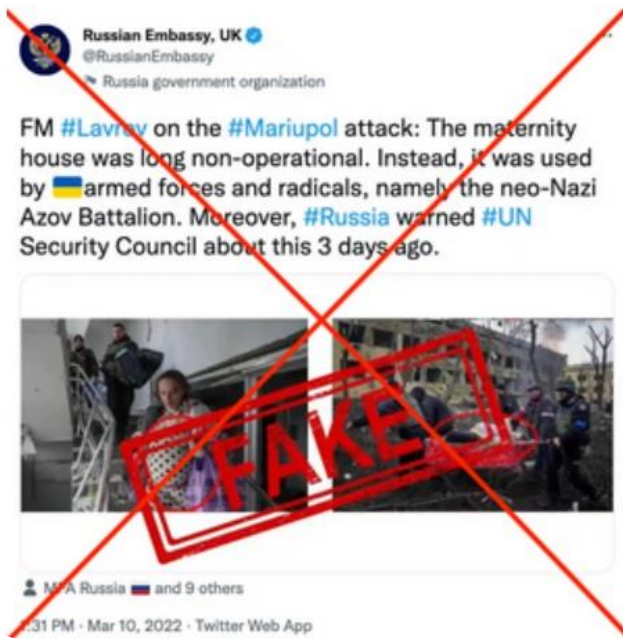 Russian Embassy, UK
@RussianEmbassy
Russia government organization
FM #Lavrov on the #Mariupol attack: The maternity
house was long non-operational. Instead, it was used
by 🇺🇦armed forces and radicals, namely the neo-Nazi
Azov Battalion. Moreover, #Russia warned #UN
Security Council about this 3 days ago.
FAKE
MFA Russia 🇷🇺 and 9 others
:31 PM · Mar 10, 2022 · Twitter Web App